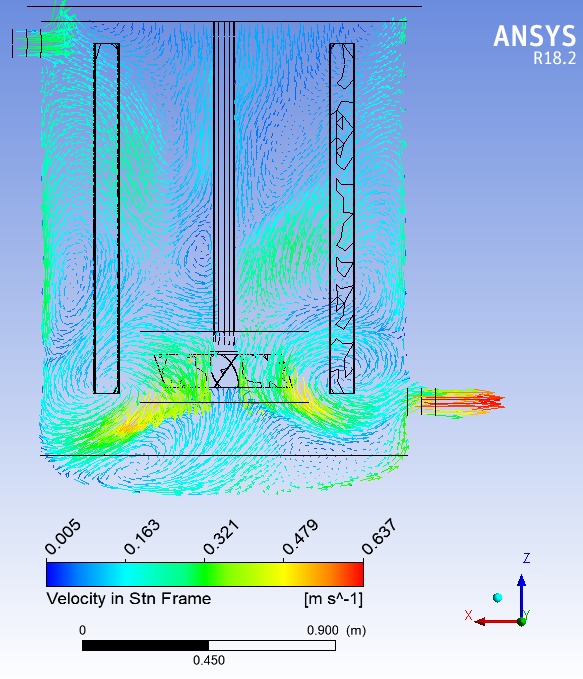 ANSYS
R18.2
0.005 0.163 0.321 0.479 0.637
Velocity in Stn Frame [m s^-1]
0 0.900 (m)
0.450
Z
X Y